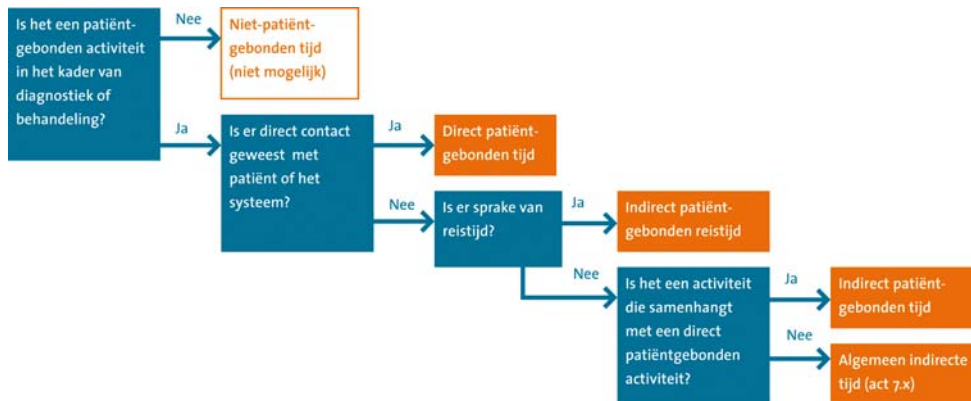 Is het een patiënt-
gebonden activiteit
in het kader van
diagnostiek of
behandeling?
Nee
Niet-patiënt-
gebonden tijd
(niet mogelijk)
Ja
Is er direct contact
geweest met
patiënt of het
systeem?
Ja
Direct patiënt-
gebonden tijd
Nee
Is er sprake van
reistijd?
Ja
Indirect patiënt-
gebonden reistijd
Nee
Is het een activiteit
die samenhangt
met een direct
patiëntgebonden
activiteit?
Ja
Indirect patiënt-
gebonden tijd
Nee
Algemeen indirecte
tijd (act 7.x)